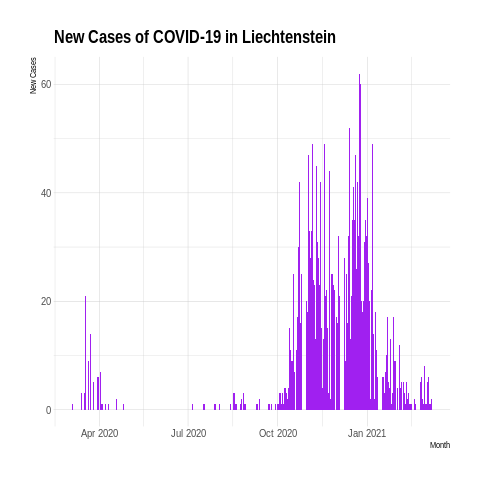 New Cases of COVID-19 in Liechtenstein
New Cases
60
40
20
0
Apr 2020 Jul 2020 Oct 2020 Jan 2021
Month